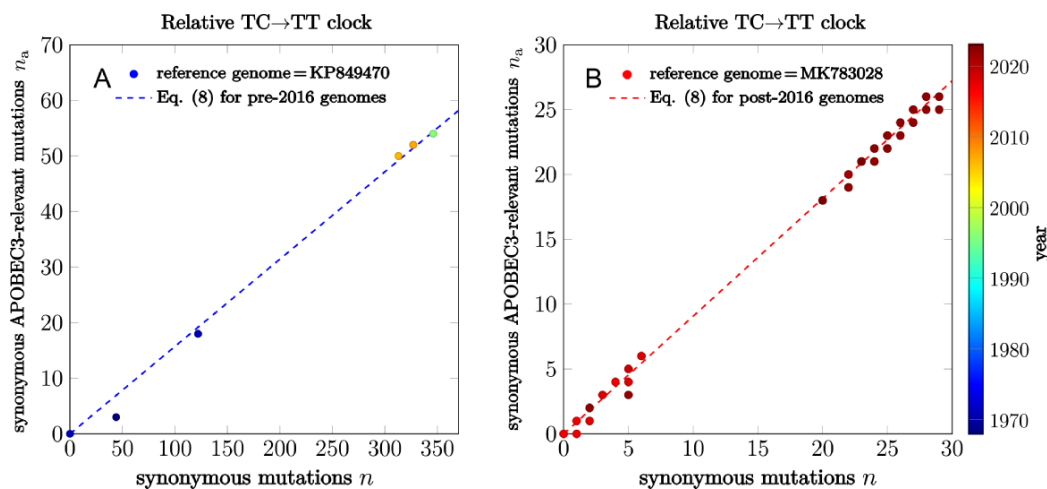 Relative TC→TT clock
A
reference genome = KP849470
Eq. (8) for pre-2016 genomes
synonymous APOBEC3-relevant mutations nₐ
70
60
50
40
30
20
10
0
0 50 100 150 200 250 300 350
synonymous mutations n
Relative TC→TT clock
B
reference genome = MK783028
Eq. (8) for post-2016 genomes
synonymous APOBEC3-relevant mutations nₐ
30
25
20
15
10
5
0
0 5 10 15 20 25 30
synonymous mutations n
2020
2010
2000
1990
1980
1970
year